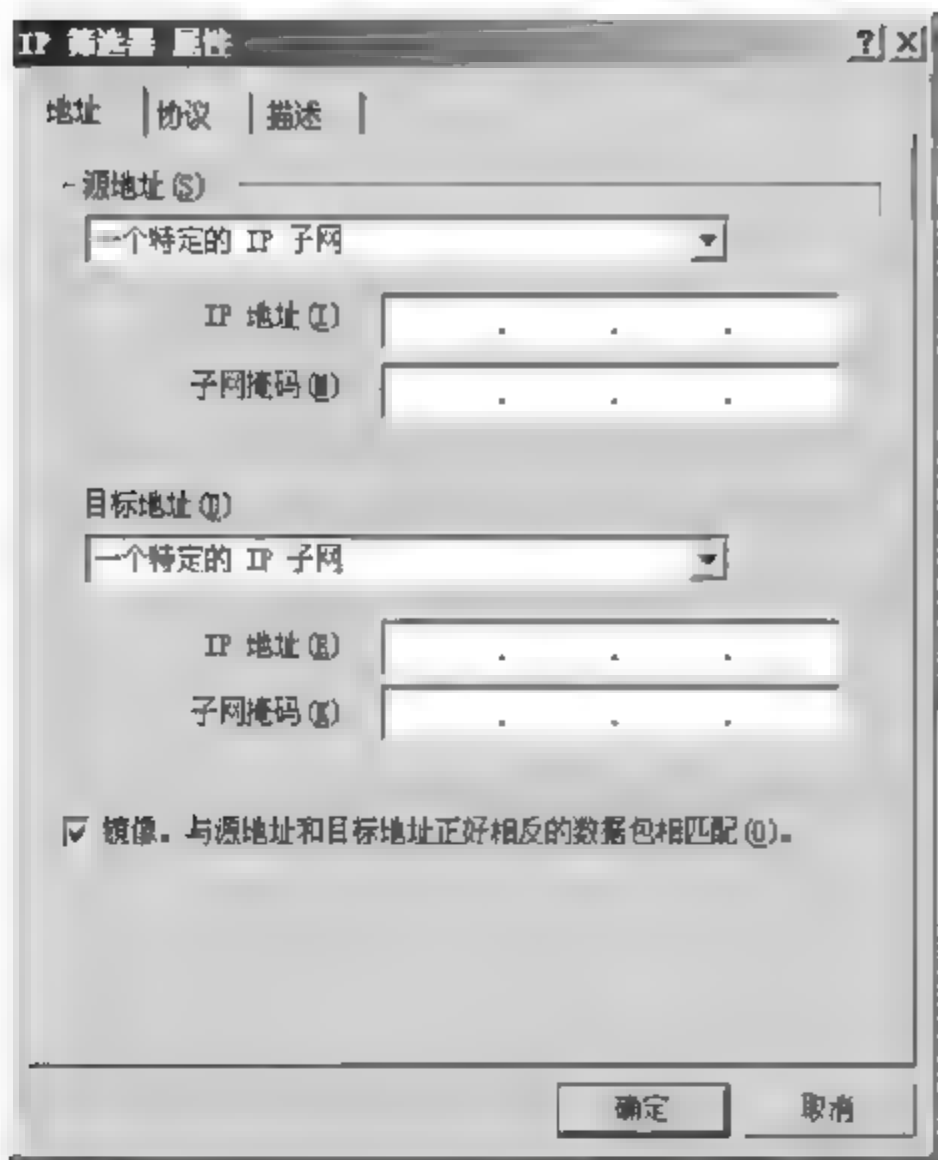 IP 筛选器 属性
地址 协议 描述
源地址(S)
一个特定的 IP 子网
IP 地址(I)
子网掩码(M)
目标地址(D)
一个特定的 IP 子网
IP 地址(R)
子网掩码(K)
镜像。与源地址和目标地址正好相反的数据包相匹配(O)。
确定 取消